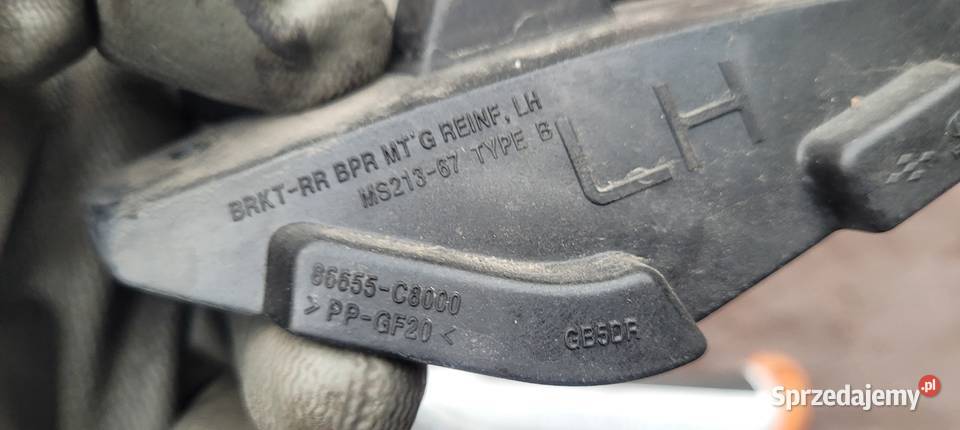 BRKT-RR BPR MT'G REINF, LH
MS213-67 TYPE B
LH
86655-C8000
>PP-GF20<
GB5DR
Sprzedajemy.pl